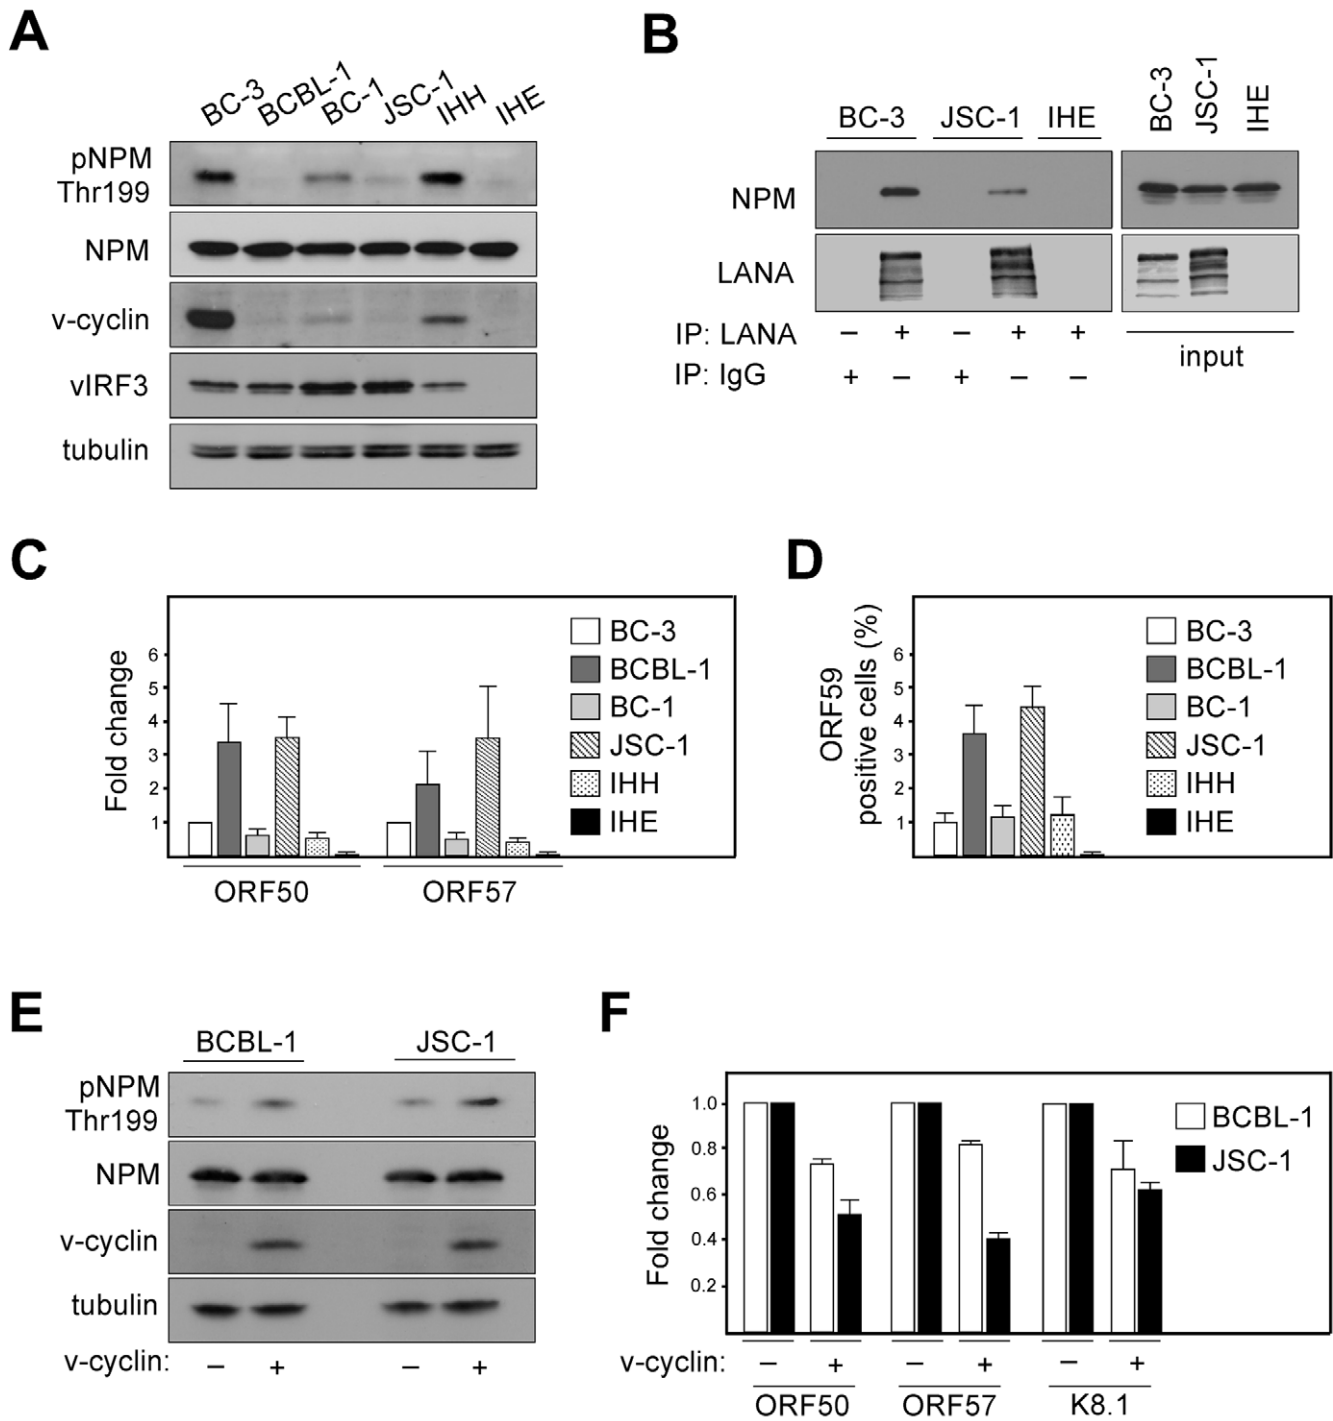 A
BC-3 BCBL-1 BC-1 JSC-1 IHH IHE
pNPM
Thr199
NPM
v-cyclin
vIRF3
tubulin
B
BC-3 JSC-1 IHE
BC-3 JSC-1 IHE
NPM
LANA
IP: LANA – + – + +
IP: IgG + – + – –
input
C
Fold change
6
5
4
3
2
1
BC-3
BCBL-1
BC-1
JSC-1
IHH
IHE
ORF50 ORF57
D
ORF59
positive cells (%)
6
5
4
3
2
1
BC-3
BCBL-1
BC-1
JSC-1
IHH
IHE
E
BCBL-1 JSC-1
pNPM
Thr199
NPM
v-cyclin
tubulin
v-cyclin: – + – +
F
Fold change
1.0
0.8
0.6
0.4
0.2
BCBL-1
JSC-1
v-cyclin: – + – + – +
ORF50 ORF57 K8.1